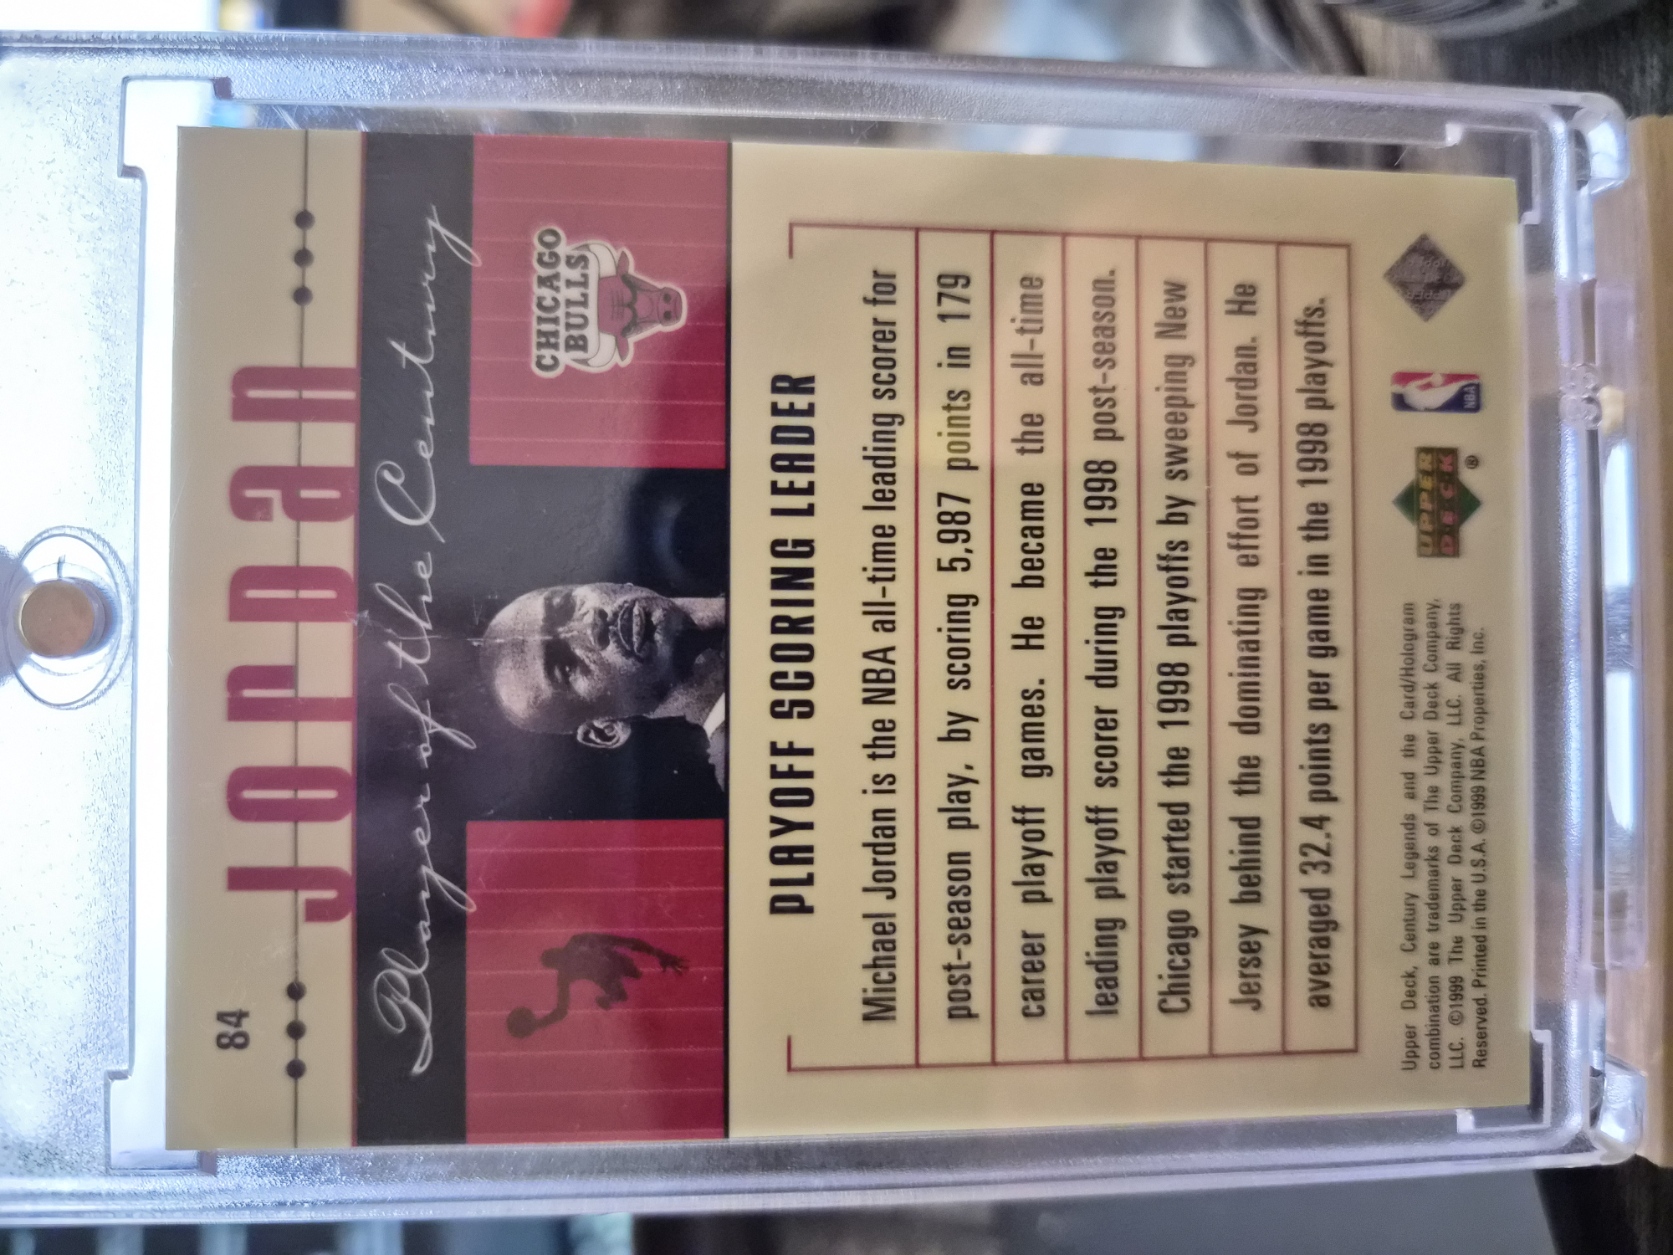 84
Jordan
Player of the Century
CHICAGO
BULLS
PLAYOFF SCORING LEADER
Michael Jordan is the NBA all-time leading scorer for
post-season play, by scoring 5,987 points in 179
career playoff games. He became the all-time
leading playoff scorer during the 1998 post-season.
Chicago started the 1998 playoffs by sweeping New
Jersey behind the dominating effort of Jordan. He
averaged 32.4 points per game in the 1998 playoffs.
Upper Deck, Century Legends and the Card/Hologram
combination are trademarks of The Upper Deck Company,
LLC. ©1999 The Upper Deck Company, LLC. All Rights
Reserved. Printed in the U.S.A. ©1999 NBA Properties, Inc.
UPPER
DECK
®
NBA